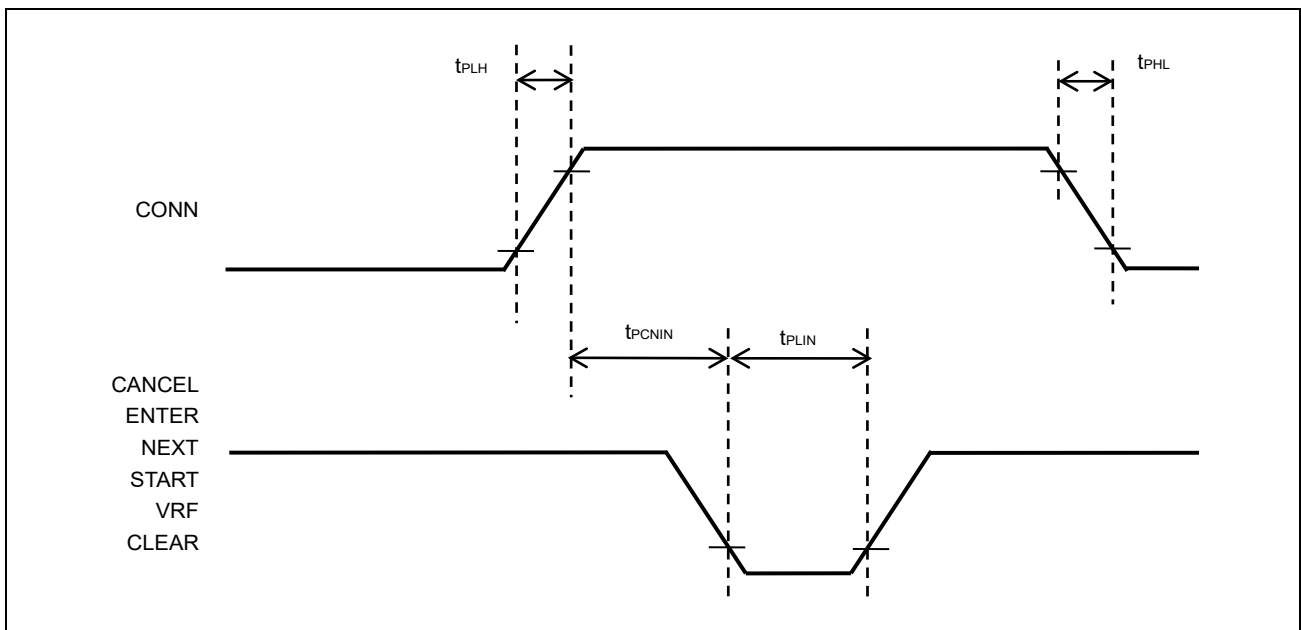 tPLH
tPHL
CONN
tPCNIN
tPLIN
CANCEL
ENTER
NEXT
START
VRF
CLEAR